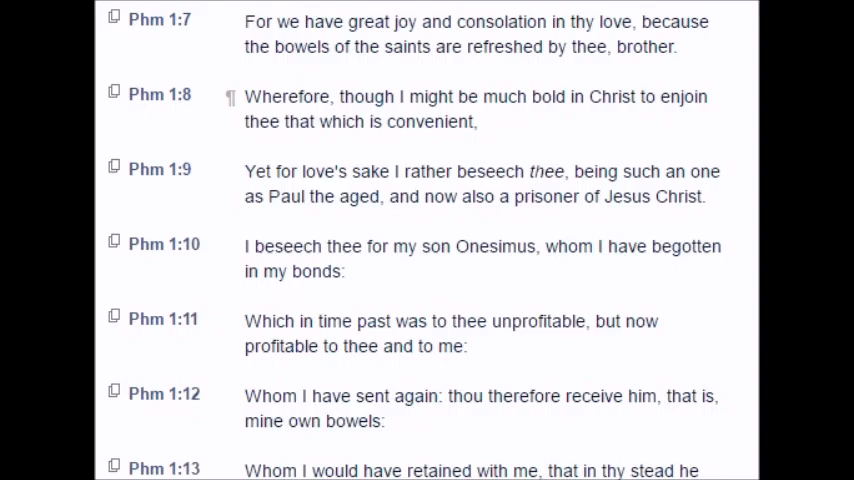 Phm 1:7 For we have great joy and consolation in thy love, because
the bowels of the saints are refreshed by thee, brother.
Phm 1:8 ¶ Wherefore, though I might be much bold in Christ to enjoin
thee that which is convenient,
Phm 1:9 Yet for love's sake I rather beseech thee, being such an one
as Paul the aged, and now also a prisoner of Jesus Christ.
Phm 1:10 I beseech thee for my son Onesimus, whom I have begotten
in my bonds:
Phm 1:11 Which in time past was to thee unprofitable, but now
profitable to thee and to me:
Phm 1:12 Whom I have sent again: thou therefore receive him, that is,
mine own bowels:
Phm 1:13 Whom I would have retained with me, that in thy stead he